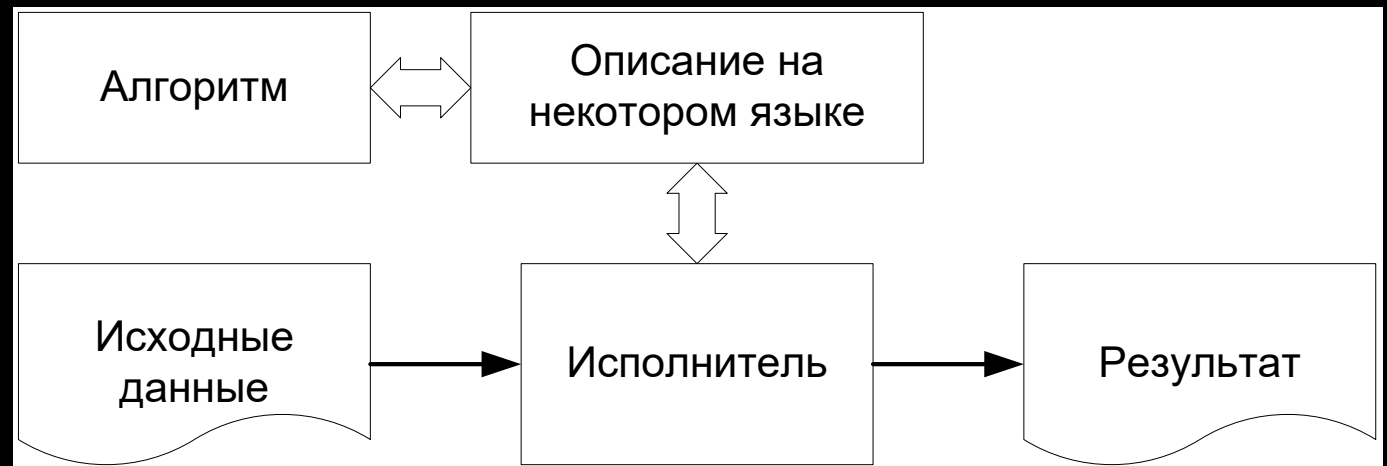 Алгоритм
Описание на
некотором языке
Исходные
данные
Исполнитель
Результат